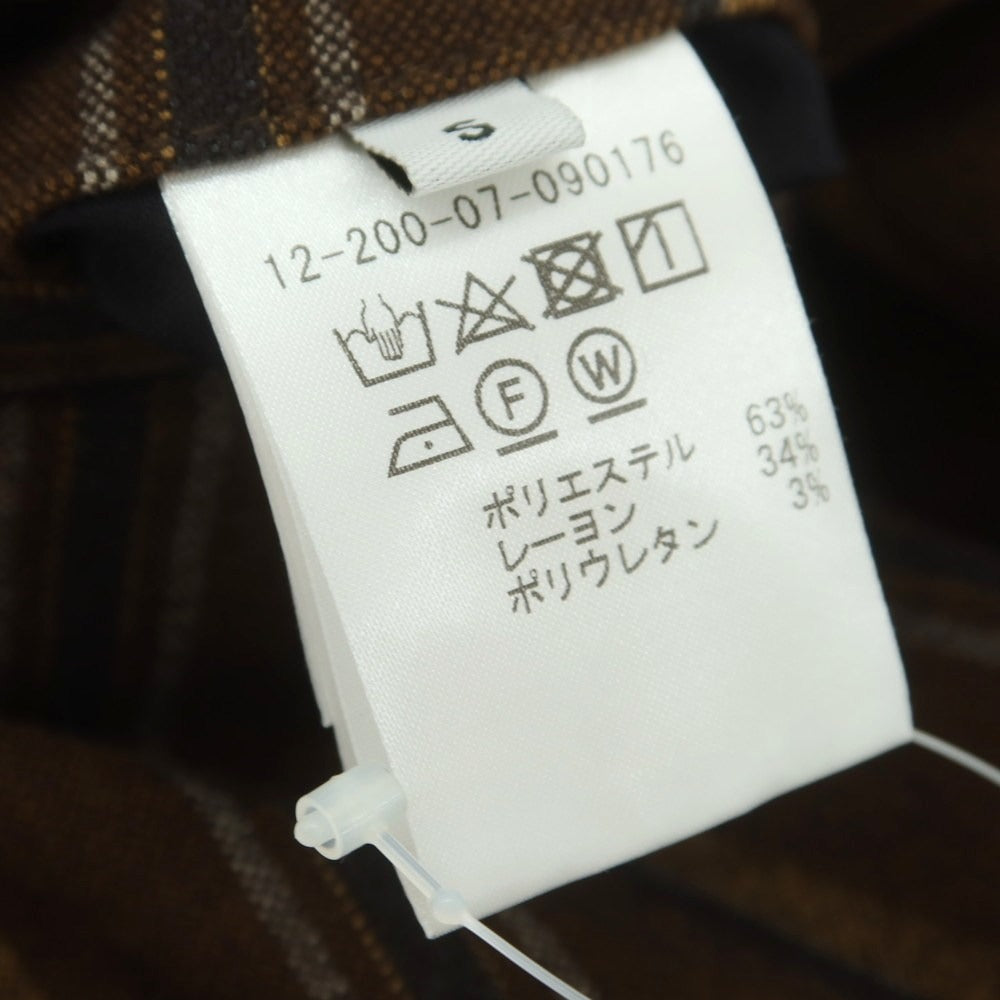 S
12-200-07-090176
F W
ポリエステル 63%
レーヨン 34%
ポリウレタン 3%